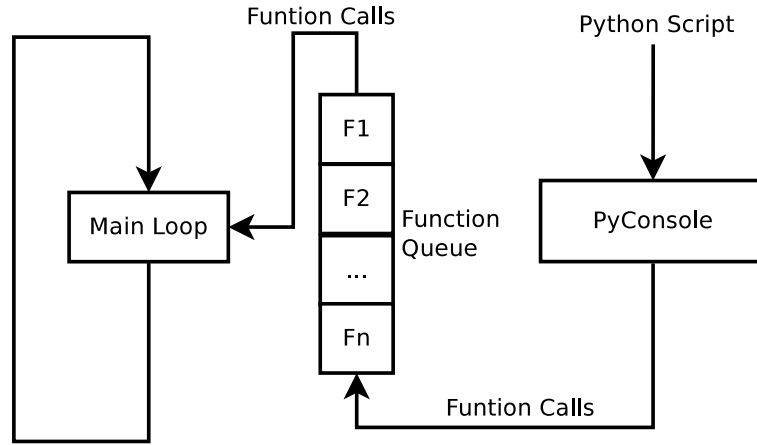 Funtion Calls
Python Script
F1
F2
Main Loop
Function
Queue
PyConsole
...
Fn
Funtion Calls